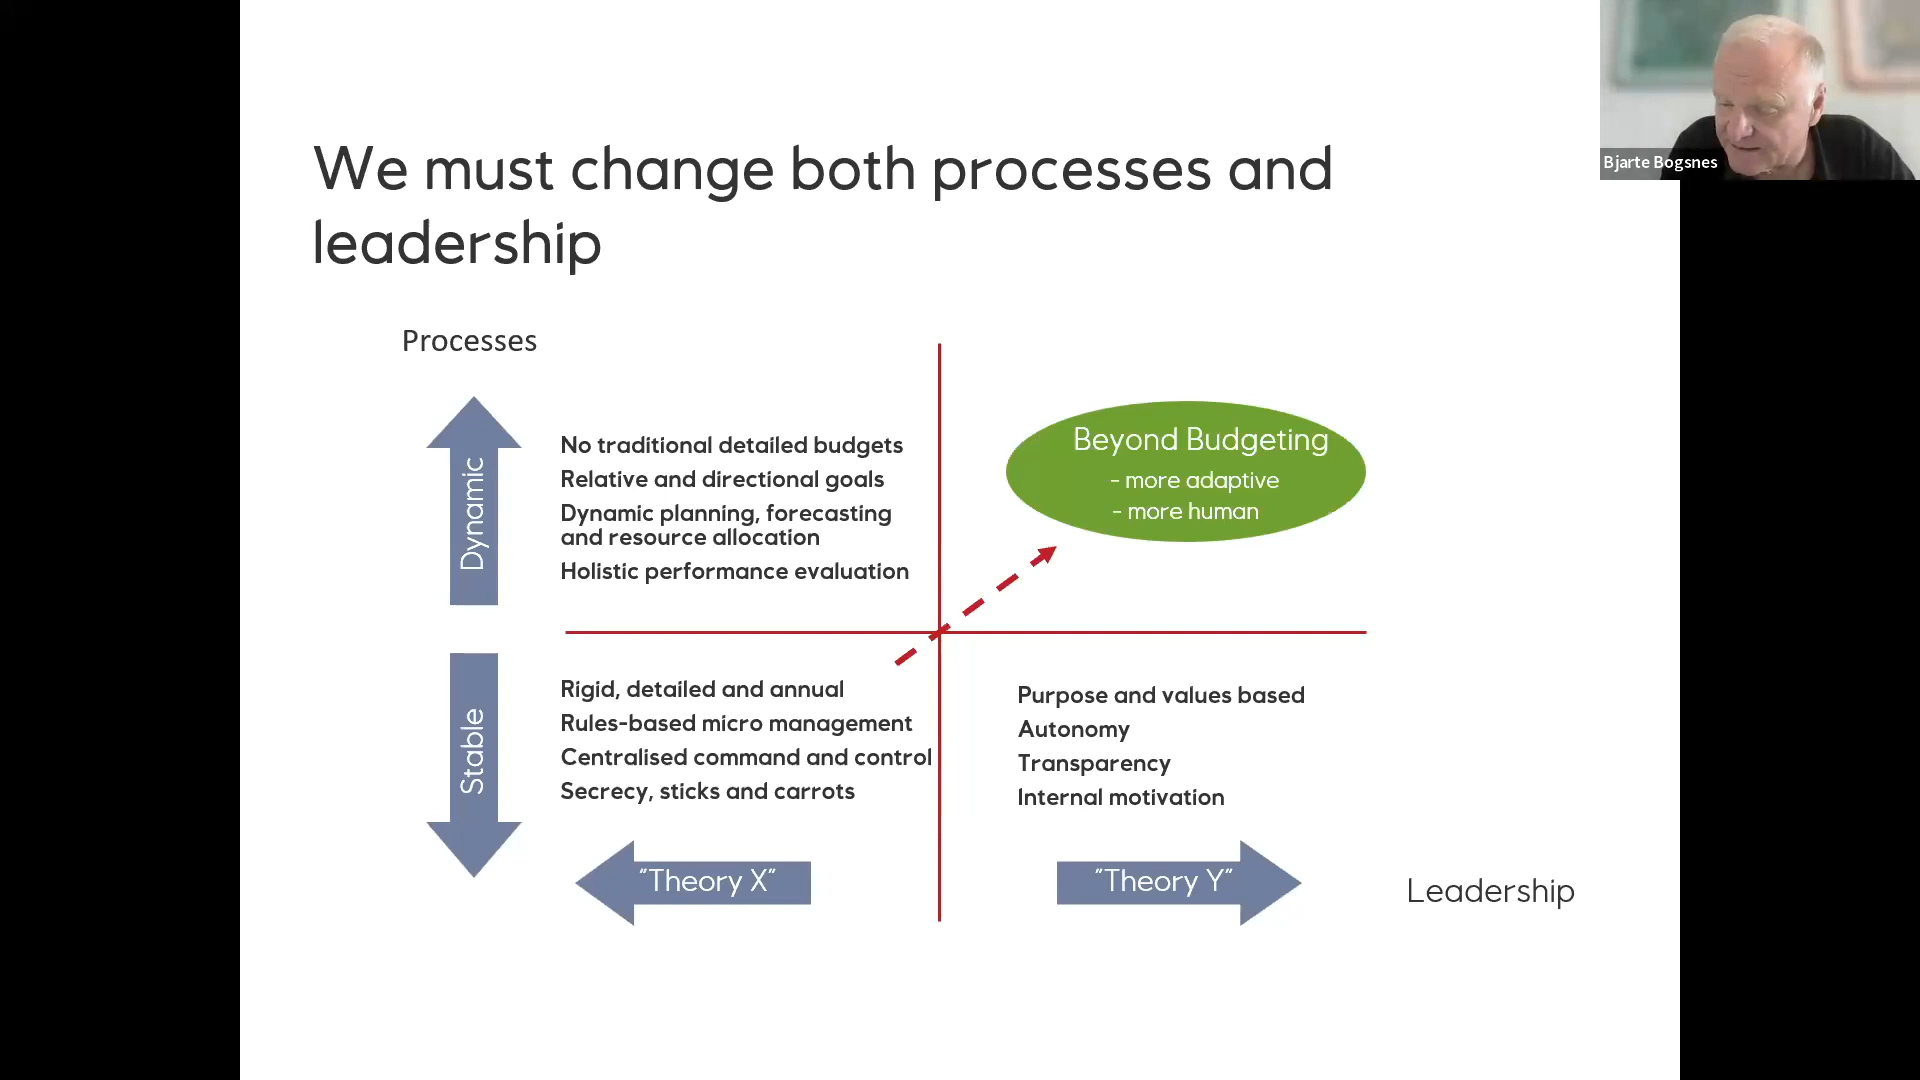 We must change both processes and
leadership
Bjarte Bogsnes
Processes
Dynamic
No traditional detailed budgets
Relative and directional goals
Dynamic planning, forecasting
and resource allocation
Holistic performance evaluation
Beyond Budgeting
- more adaptive
- more human
Stable
Rigid, detailed and annual
Rules-based micro management
Centralised command and control
Secrecy, sticks and carrots
Purpose and values based
Autonomy
Transparency
Internal motivation
"Theory X"
"Theory Y"
Leadership